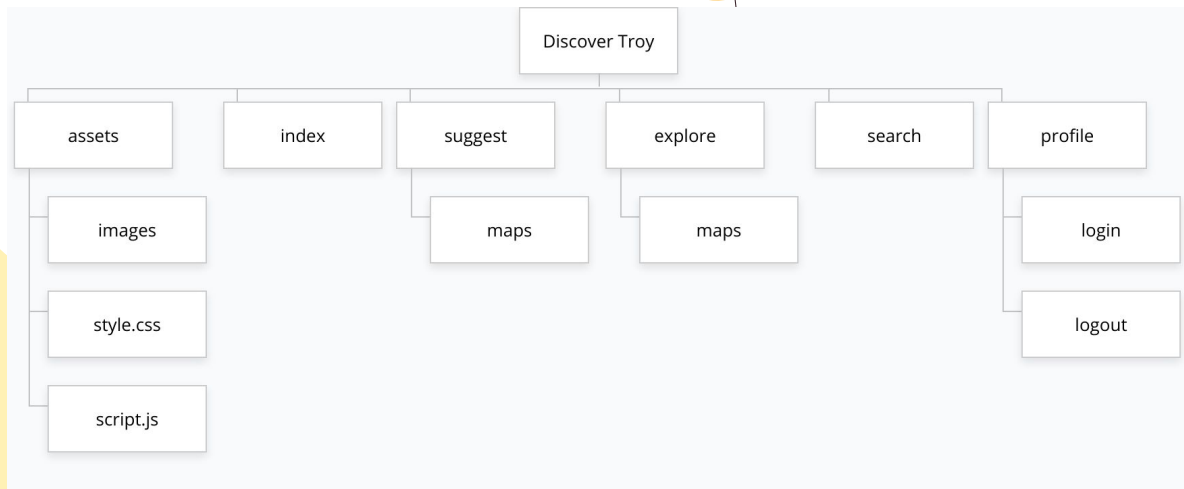 Discover Troy
assets
index
suggest
explore
search
profile
images
maps
maps
login
style.css
logout
script.js